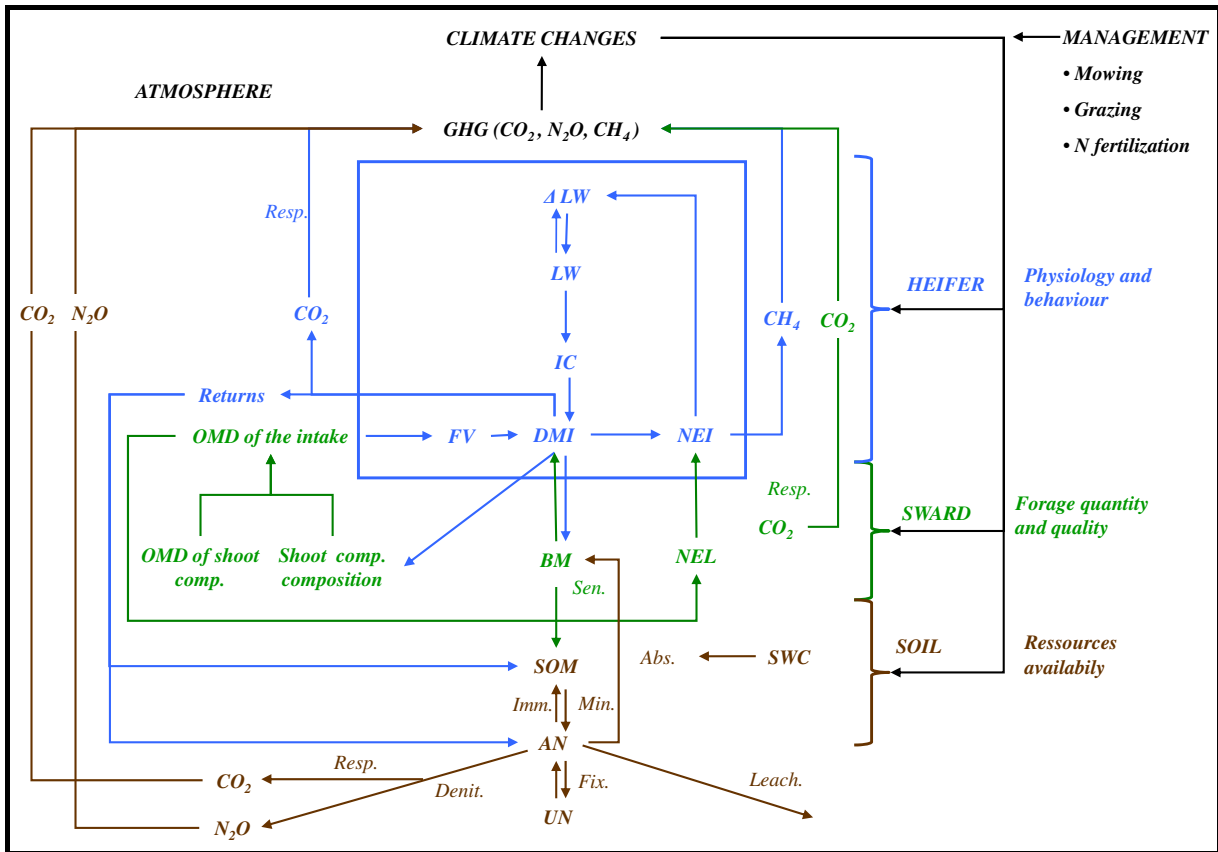 CLIMATE CHANGES
MANAGEMENT
• Mowing
• Grazing
• N fertilization
ATMOSPHERE
GHG (CO₂, N₂O, CH₄)
Δ LW
Resp.
LW
HEIFER
Physiology and
behaviour
CO₂
N₂O
CO₂
CH₄
CO₂
IC
Returns
OMD of the intake
FV
DMI
NEI
Resp.
CO₂
SWARD
Forage quantity
and quality
OMD of shoot
comp.
Shoot comp.
composition
BM
NEL
Sen.
SOM
Abs.
SWC
SOIL
Ressources
availabily
Imm.
Min.
AN
Resp.
CO₂
Denit.
Fix.
Leach.
UN
N₂O